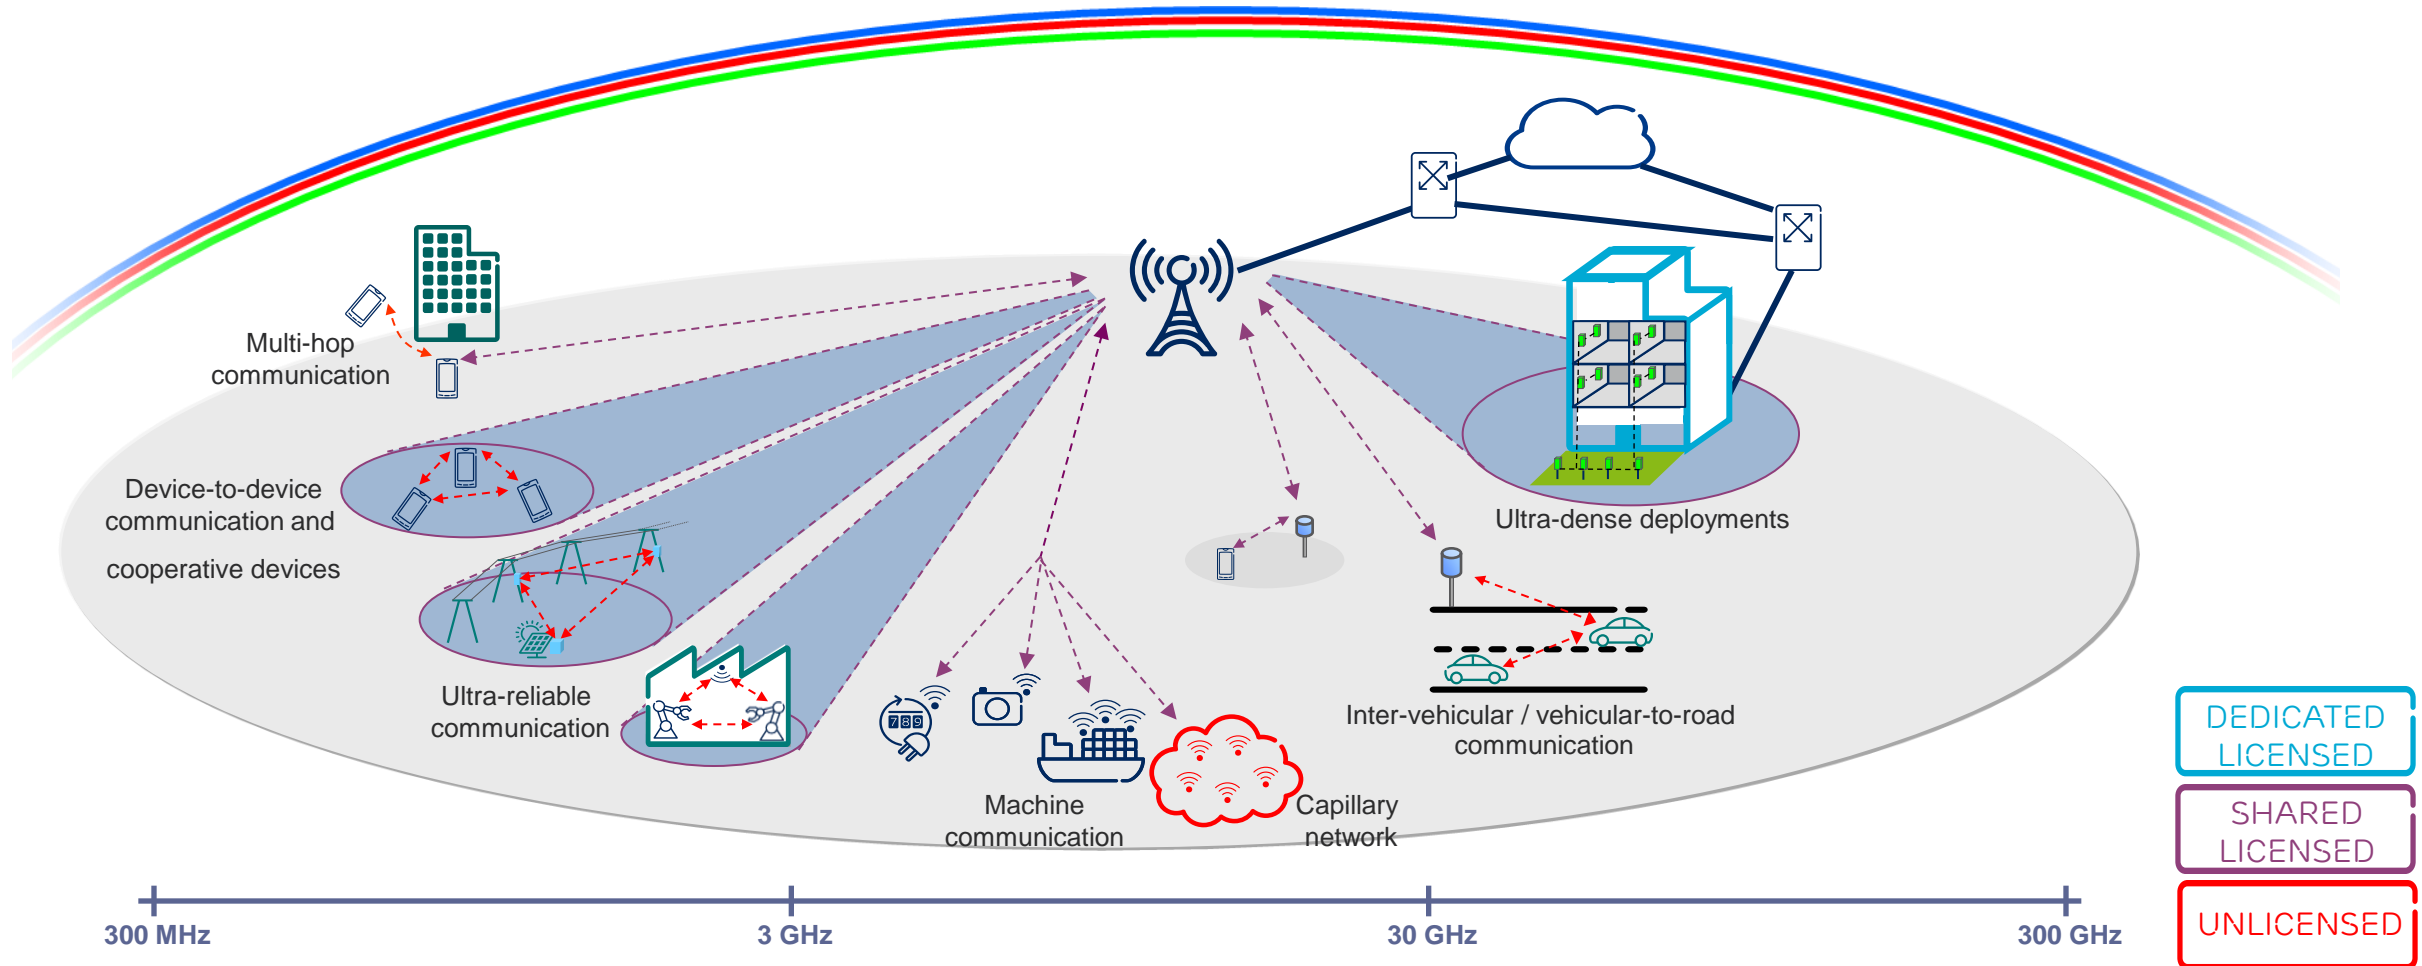 Multi-hop
communication
Device-to-device
communication and
cooperative devices
Ultra-reliable
communication
789
Machine
communication
Capillary
network
Inter-vehicular / vehicular-to-road
communication
Ultra-dense deployments
DEDICATED
LICENSED
SHARED
LICENSED
UNLICENSED
300 MHz
3 GHz
30 GHz
300 GHz